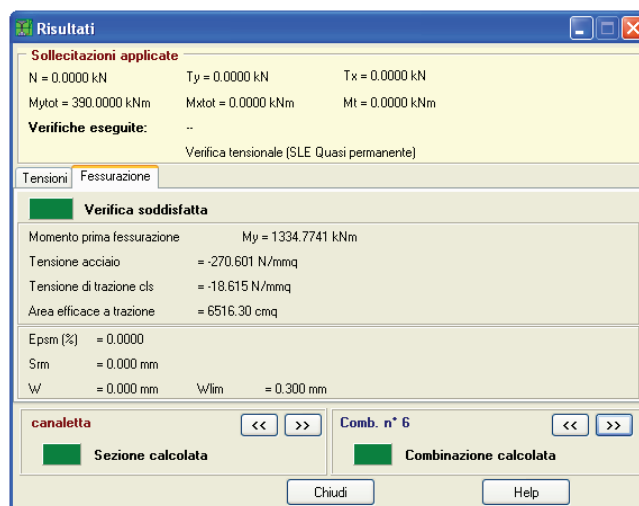 Risultati
Sollecitazioni applicate
N = 0.0000 kN Ty = 0.0000 kN Tx = 0.0000 kN
Mytot = 390.0000 kNm Mxtot = 0.0000 kNm Mt = 0.0000 kNm
Verifiche eseguite: --
Verifica tensionale (SLE Quasi permanente)
Tensioni Fessurazione
Verifica soddisfatta
Momento prima fessurazione My = 1334.7741 kNm
Tensione acciaio = -270.601 N/mmq
Tensione di trazione cls = -18.615 N/mmq
Area efficace a trazione = 6516.30 cmq
Epsm (%) = 0.0000
Srm = 0.000 mm
W = 0.000 mm Wlim = 0.300 mm
canaletta << >> Comb. n° 6 << >>
Sezione calcolata Combinazione calcolata
Chiudi Help